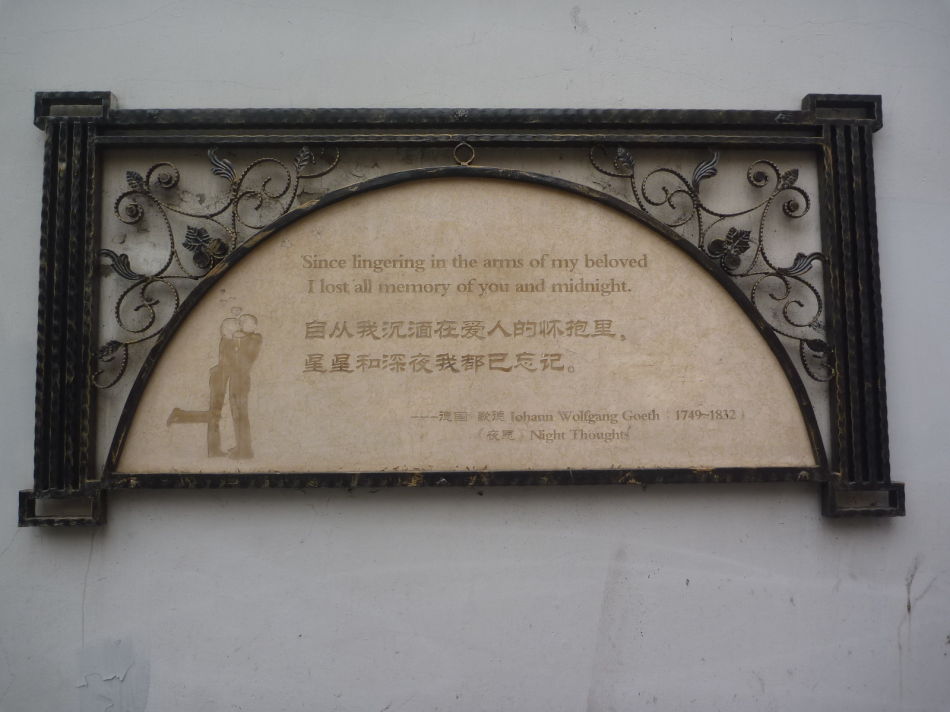 Since lingering in the arms of my beloved
I lost all memory of you and midnight.
自从我沉湎在爱人的怀抱里，
星星和深夜我都已忘记。
---德国 歌德 Johann Wolfgang Goeth（1749~1832）
《夜思》Night Thoughts